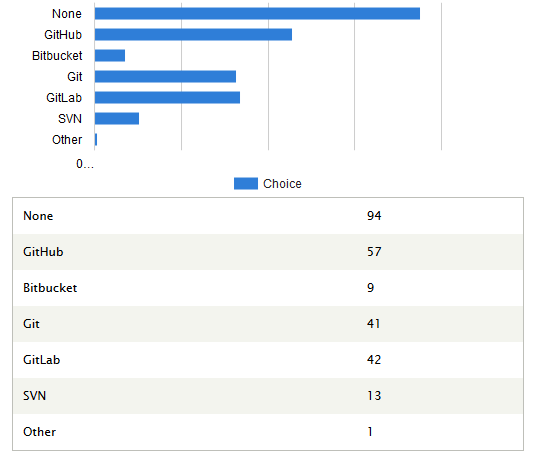 None
GitHub
Bitbucket
Git
GitLab
SVN
Other
0...
Choice
None 94
GitHub 57
Bitbucket 9
Git 41
GitLab 42
SVN 13
Other 1